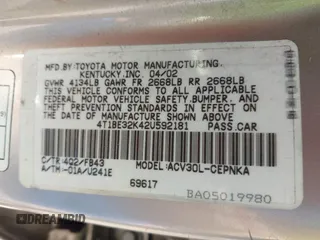 MFD. BY TOYOTA MOTOR MANUFACTURING.
KENTUCKY,INC. 04/02
GVWR 4134LB GAWR FR 2668LB RR 2668LB
THIS VEHICLE CONFORMS TO ALL APPLICABLE
FEDERAL MOTOR VEHICLE SAFETY, BUMPER, AND
THEFT PREVENTION STANDARDS IN EFFECT ON
THE DATE OF MANUFACTURE SHOWN ABOVE.
4T1BE32K42U592181
PASS. CAR
C/TR:4Q2/FB43
A/TM:-01A/U241E
MODEL:ACV30L-CEPNKA
69617
BA05019980
© AUTOBIDMASTER